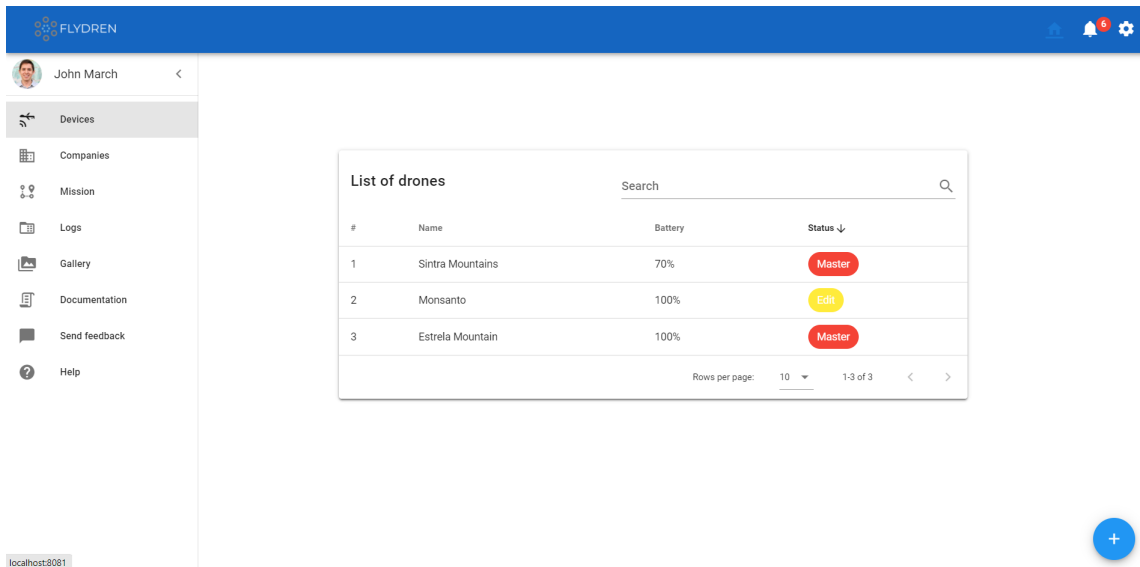 FLYDREN
6
John March
Devices
Companies
Mission
Logs
Gallery
Documentation
Send feedback
Help
List of drones
Search
# Name Battery Status
1 Sintra Mountains 70% Master
2 Monsanto 100% Edit
3 Estrela Mountain 100% Master
Rows per page: 10 1-3 of 3
localhost:8081